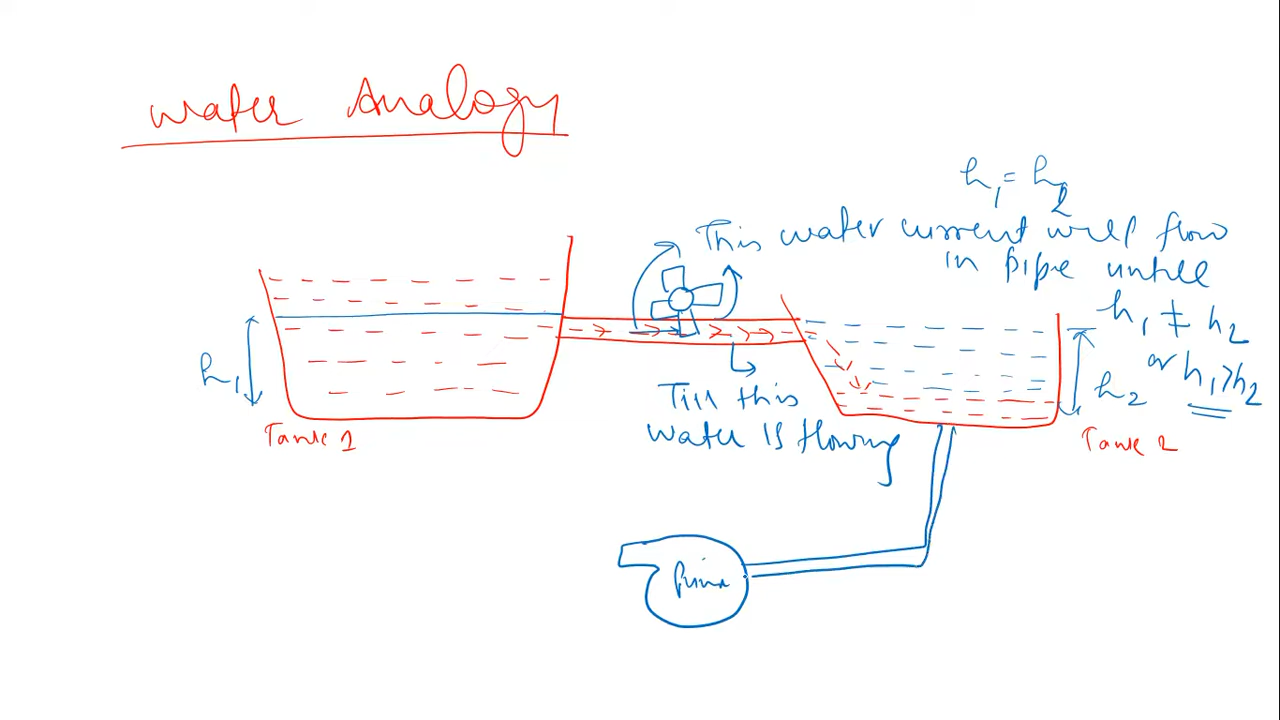 water Analogy
h1 = h2
This water current will flow
in pipe untill
h1 ≠ h2
or h1>h2
h1
Till this
water is flowing
h2
Tank 1
Tank 2